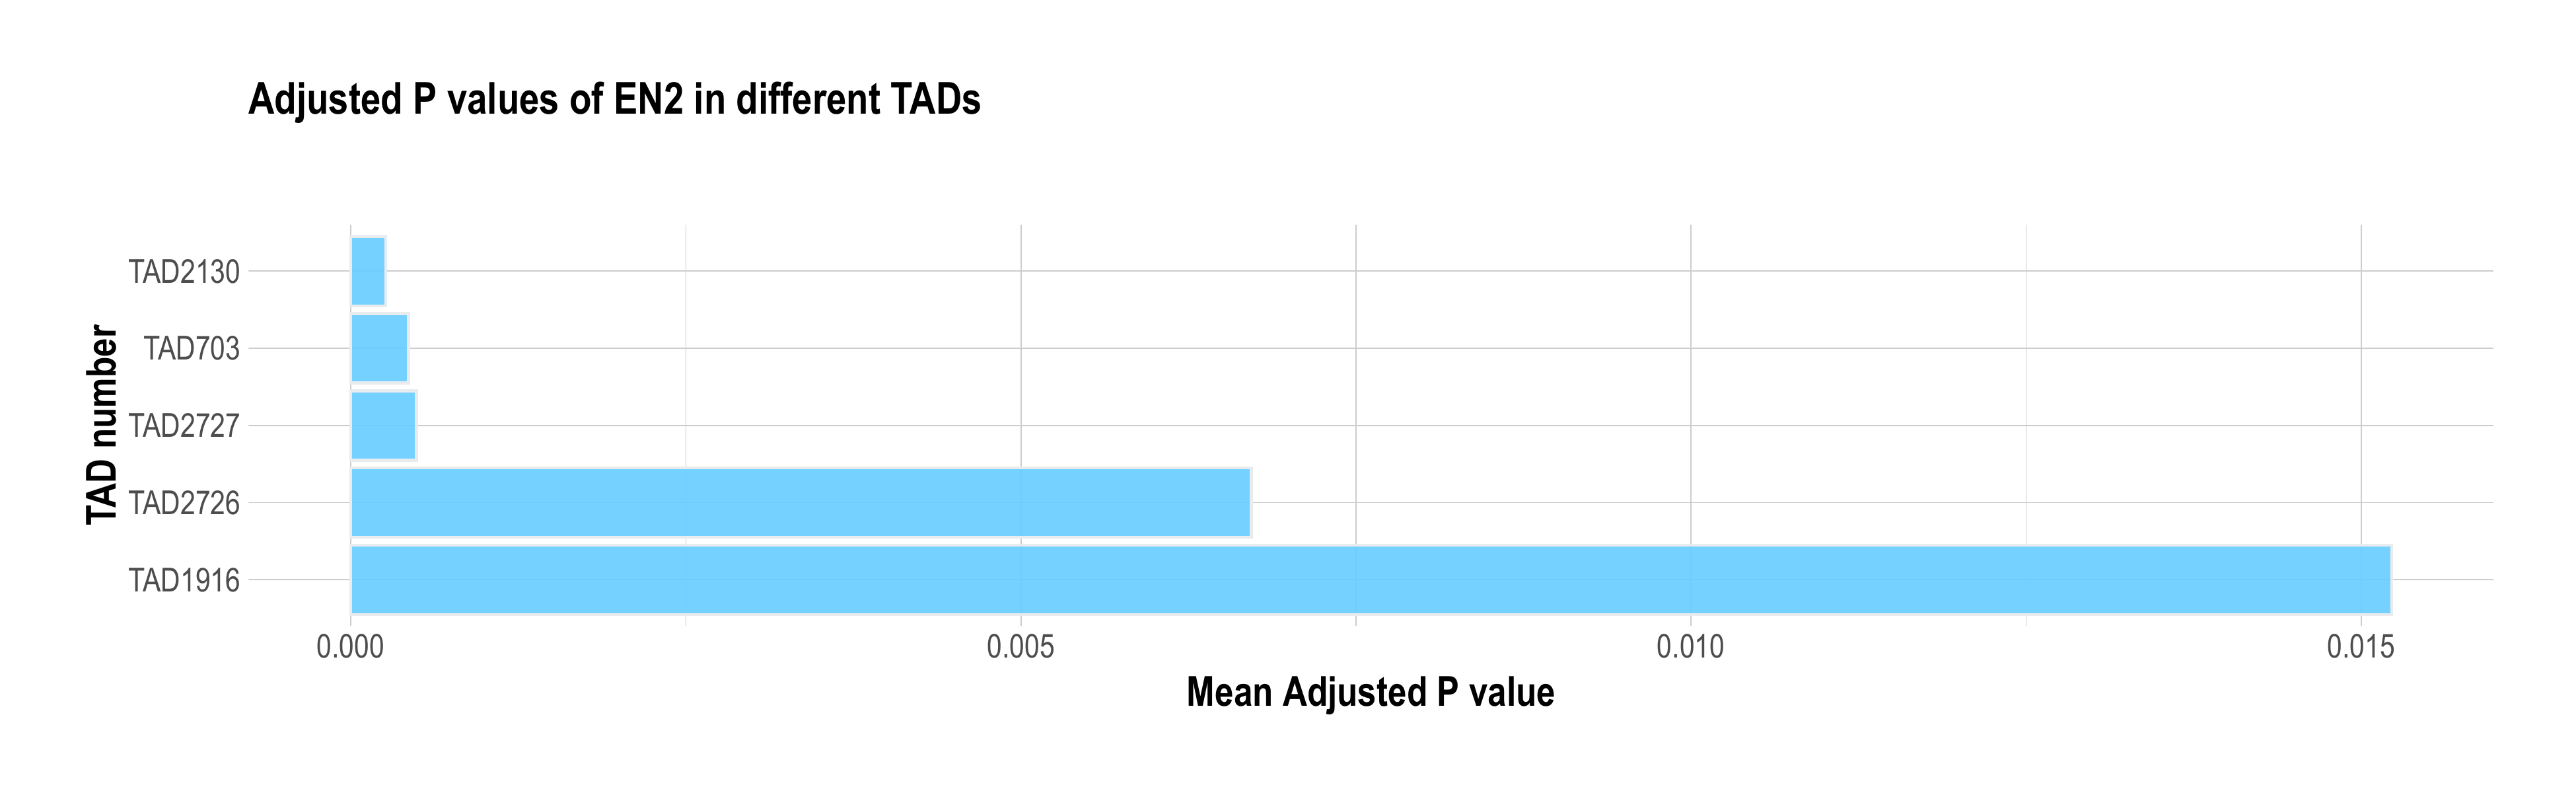 Adjusted P values of EN2 in different TADs
TAD number
TAD2130
TAD703
TAD2727
TAD2726
TAD1916
0.000 0.005 0.010 0.015
Mean Adjusted P value